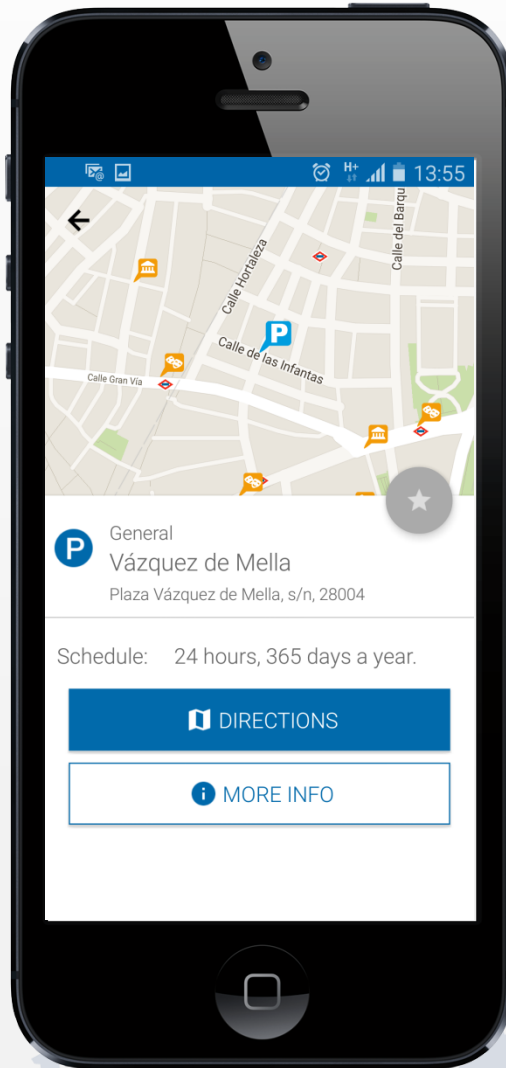 H+ 13:55
Calle del Barqu
Calle Hortaleza
P
Calle de las Infantas
Calle Gran Vía
P
General
Vázquez de Mella
Plaza Vázquez de Mella, s/n, 28004
Schedule: 24 hours, 365 days a year.
DIRECTIONS
i MORE INFO